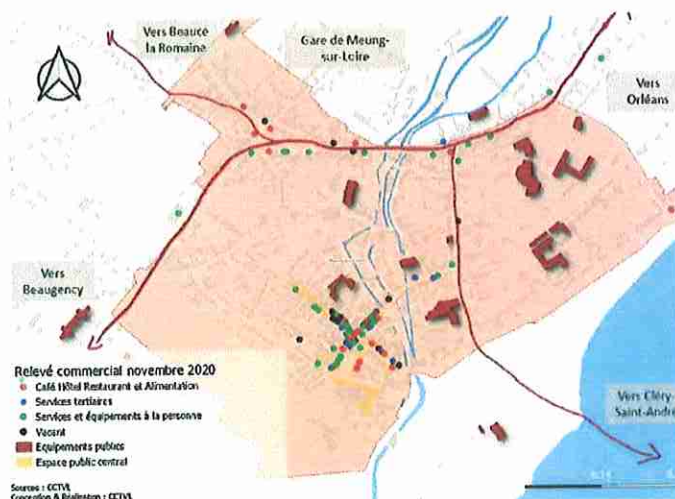 Vers Beauce
la Romaine
Gare de Meung-
sur-Loire
Vers
Orléans
Vers
Beaugency
Relevé commercial novembre 2020
Café Hôtel Restaurant et Alimentation
Services tertiaires
Services et équipements à la personne
Vacant
Equipements publics
Espace public central
Vers Cléry-
Saint-André
Sources : CCTVL
Conception & Réalisation : CCTVL